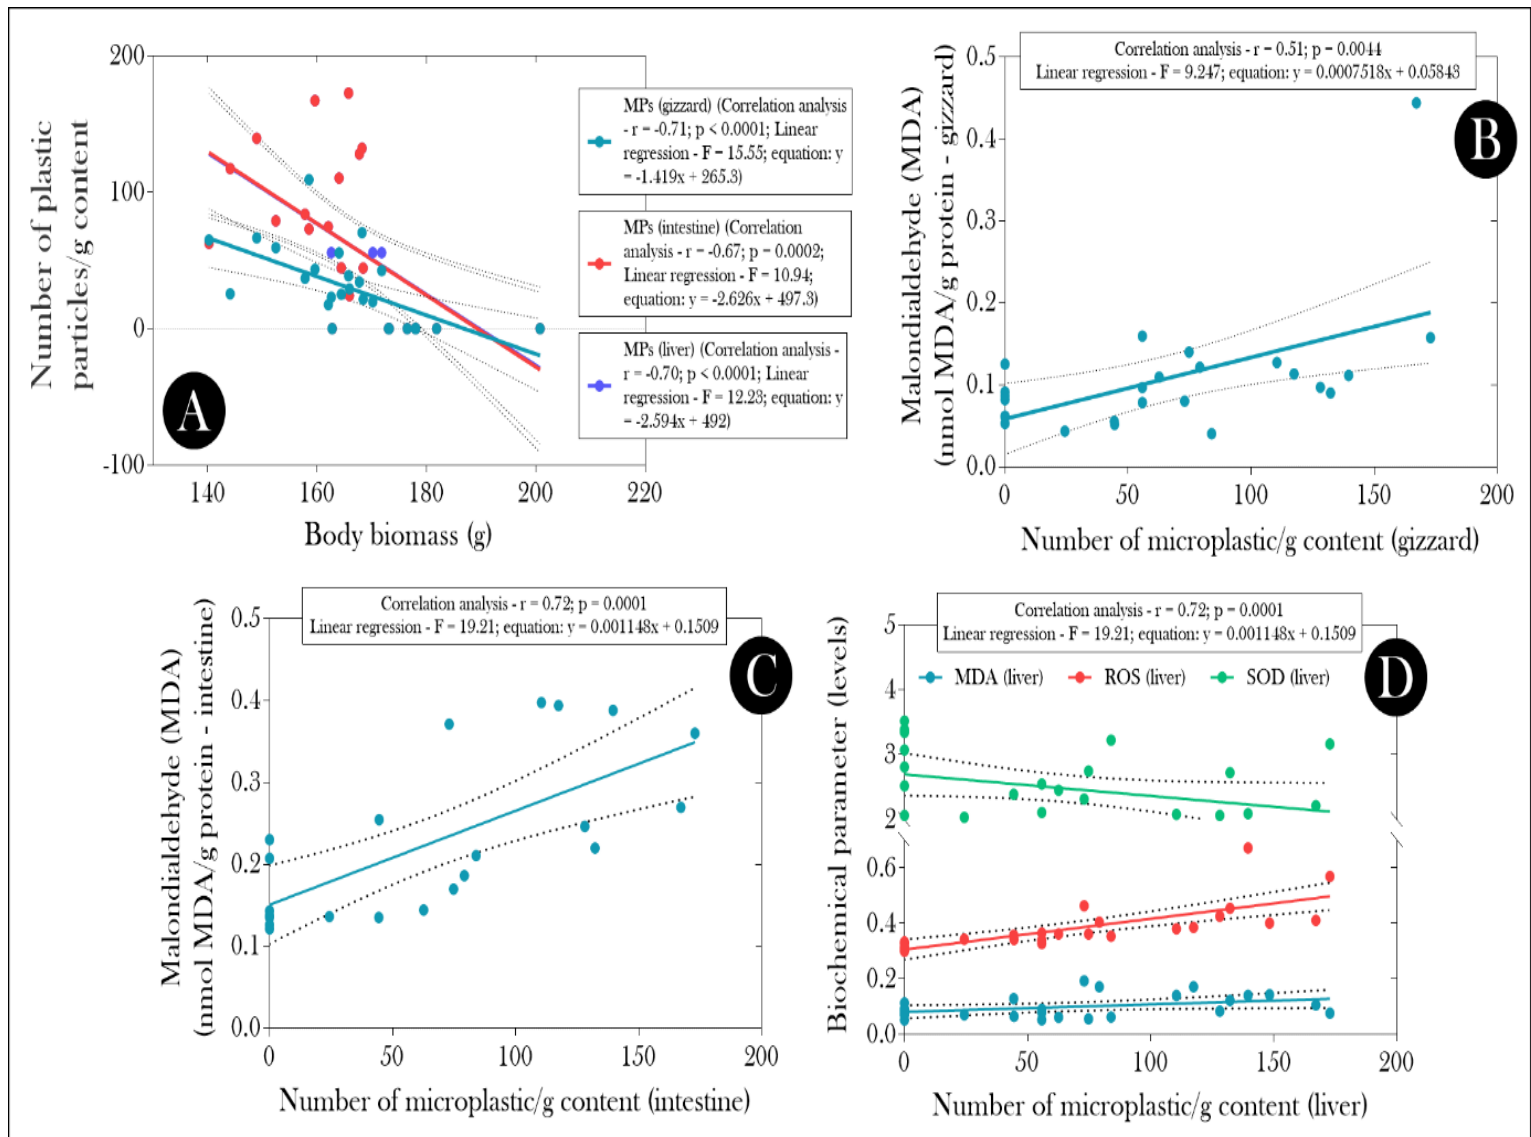 Number of plastic
particles/g content
200
100
0
-100
140
160
180
200
220
Body biomass (g)
A
MPs (gizzard) (Correlation analysis
- r = -0.71; p < 0.0001; Linear
regression - F = 15.55; equation: y
= -1.419x + 265.3)
MPs (intestine) (Correlation
analysis - r = -0.67; p = 0.0002;
Linear regression - F = 10.94;
equation: y = -2.626x + 497.3)
MPs (liver) (Correlation analysis -
r = -0.70; p < 0.0001; Linear
regression - F = 12.23; equation: y
= -2.594x + 492)
Malondialdehyde (MDA)
(nmol MDA/g protein - gizzard)
0.5
0.4
0.3
0.2
0.1
0.0
Correlation analysis - r = 0.51; p = 0.0044
Linear regression - F = 9.247; equation: y = 0.0007518x + 0.05843
B
0
50
100
150
200
Number of microplastic/g content (gizzard)
Malondialdehyde (MDA)
(nmol MDA/g protein - intestine)
0.5
0.4
0.3
0.2
0.1
0.0
Correlation analysis - r = 0.72; p = 0.0001
Linear regression - F = 19.21; equation: y = 0.001148x + 0.1509
C
0
50
100
150
200
Number of microplastic/g content (intestine)
Biochemical parameter (levels)
5
4
3
2
0.6
0.4
0.2
0.0
Correlation analysis - r = 0.72; p = 0.0001
Linear regression - F = 19.21; equation: y = 0.001148x + 0.1509
MDA (liver)
ROS (liver)
SOD (liver)
D
0
50
100
150
200
Number of microplastic/g content (liver)